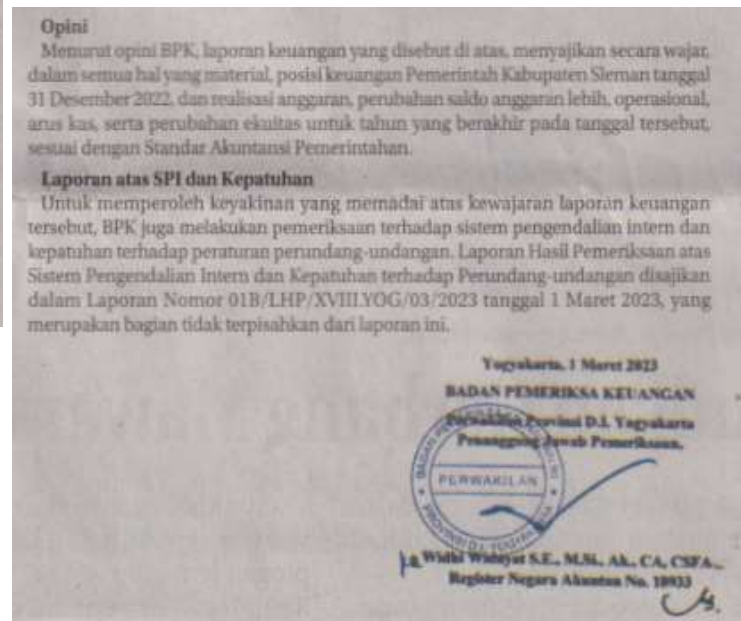 Opini
Menurut opini BPK, laporan keuangan yang disebut di atas, menyajikan secara wajar,
dalam semua hal yang material, posisi keuangan Pemerintah Kabupaten Sleman tanggal
31 Desember 2022, dan realisasi anggaran, perubahan saldo anggaran lebih, operasional,
arus kas, serta perubahan ekuitas untuk tahun yang berakhir pada tanggal tersebut,
sesuai dengan Standar Akuntansi Pemerintahan.
Laporan atas SPI dan Kepatuhan
Untuk memperoleh keyakinan yang memadai atas kewajaran laporan keuangan
tersebut, BPK juga melakukan pemeriksaan terhadap sistem pengendalian intern dan
kepatuhan terhadap peraturan perundang-undangan. Laporan Hasil Pemeriksaan atas
Sistem Pengendalian Intern dan Kepatuhan terhadap Perundang-undangan disajikan
dalam Laporan Nomor 01B/LHP/XVIII.YOG/03/2023 tanggal 1 Maret 2023, yang
merupakan bagian tidak terpisahkan dari laporan ini.
Yogyakarta, 1 Maret 2023
BADAN PEMERIKSA KEUANGAN
Perwakilan Provinsi D.I. Yogyakarta
Penanggung Jawab Pemeriksaan,
PERWAKILAN
PROVINSI D.I.
Widhi Widayat S.E., M.Si., Ak., CA, CSFA.,
Register Negara Akuntan No. 18933